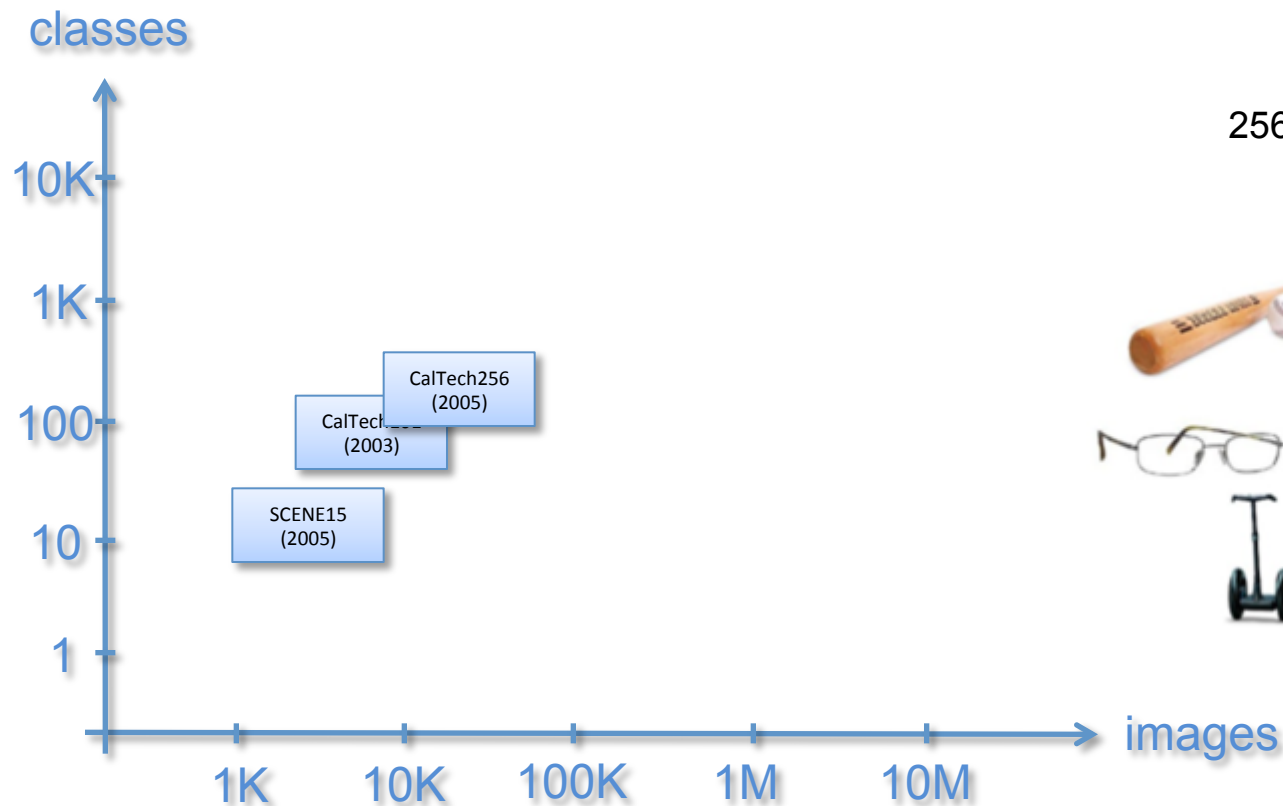 classes
256
10K
1K
CalTech256
(2005)
100
(2003)
SCENE15
(2005)
10
1
images
1K 10K 100K 1M 10M